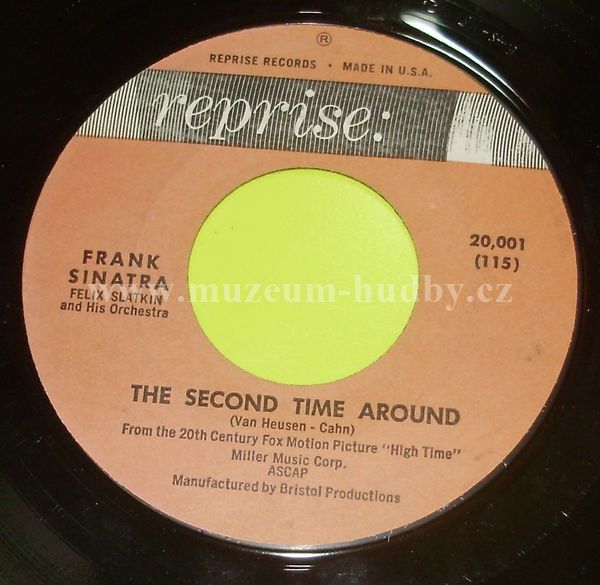 ®
REPRISE RECORDS • MADE IN U.S.A.
reprise:
FRANK
SINATRA
FELIX SLATKIN
and His Orchestra
20,001
(115)
www.muzeum-hudby.cz
THE SECOND TIME AROUND
(Van Heusen - Cahn)
From the 20th Century Fox Motion Picture "High Time"
Miller Music Corp.
ASCAP
Manufactured by Bristol Productions